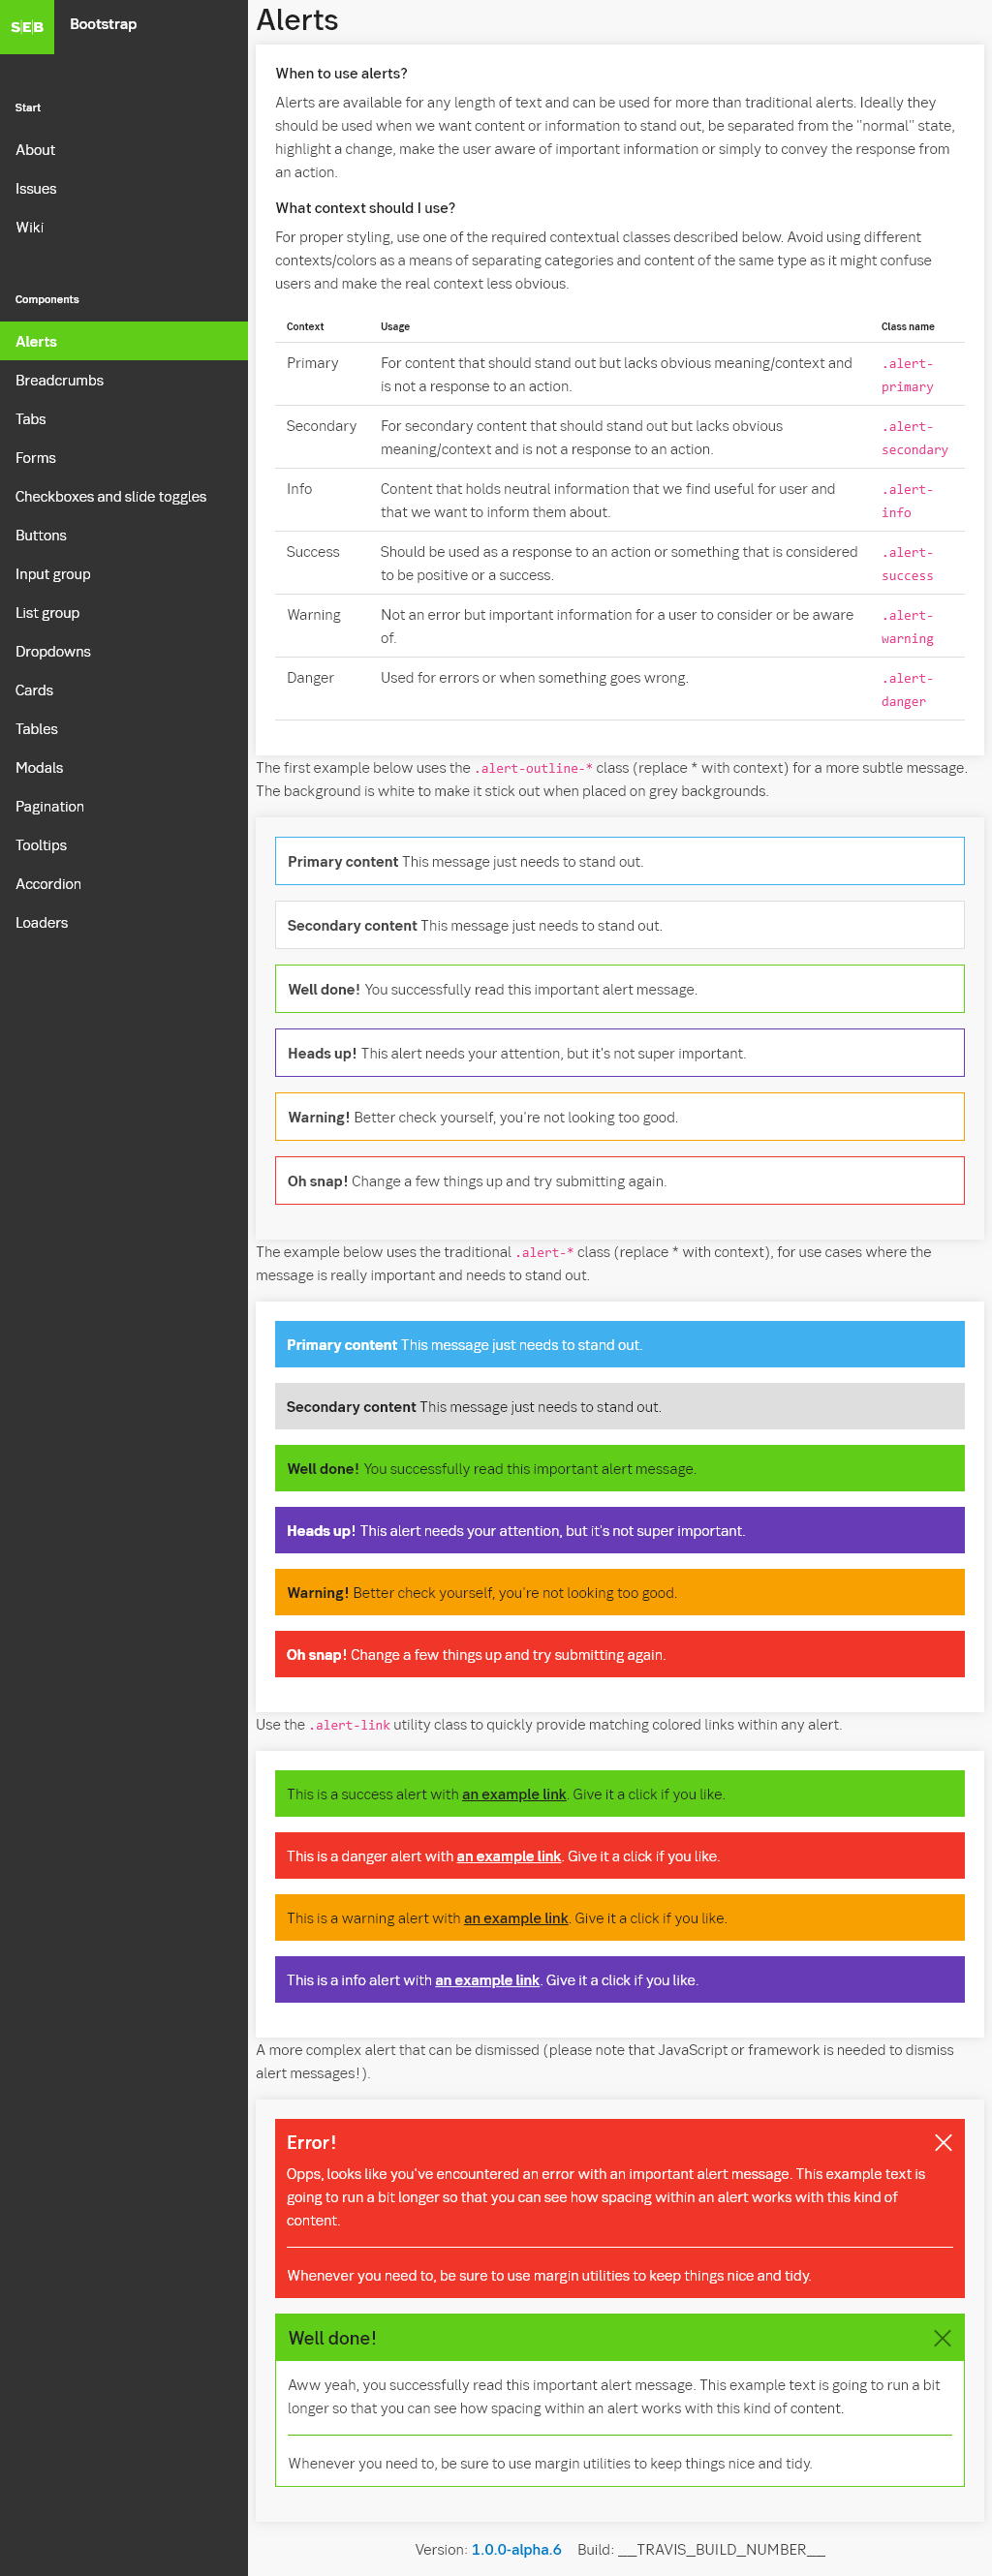 SEB
Bootstrap
Start
About
Issues
Wiki
Components
Alerts
Breadcrumbs
Tabs
Forms
Checkboxes and slide toggles
Buttons
Input group
List group
Dropdowns
Cards
Tables
Modals
Pagination
Tooltips
Accordion
Loaders
Alerts
When to use alerts?
Alerts are available for any length of text and can be used for more than traditional alerts. Ideally they
should be used when we want content or information to stand out, be separated from the "normal" state,
highlight a change, make the user aware of important information or simply to convey the response from
an action.
What context should I use?
For proper styling, use one of the required contextual classes described below. Avoid using different
contexts/colors as a means of separating categories and content of the same type as it might confuse
users and make the real context less obvious.
Context Usage Class name
Primary For content that should stand out but lacks obvious meaning/context and .alert-
is not a response to an action. primary
Secondary For secondary content that should stand out but lacks obvious .alert-
meaning/context and is not a response to an action. secondary
Info Content that holds neutral information that we find useful for user and .alert-
that we want to inform them about. info
Success Should be used as a response to an action or something that is considered .alert-
to be positive or a success. success
Warning Not an error but important information for a user to consider or be aware .alert-
of. warning
Danger Used for errors or when something goes wrong. .alert-
danger
The first example below uses the .alert-outline-* class (replace * with context) for a more subtle message.
The background is white to make it stick out when placed on grey backgrounds.
Primary content This message just needs to stand out.
Secondary content This message just needs to stand out.
Well done! You successfully read this important alert message.
Heads up! This alert needs your attention, but it's not super important.
Warning! Better check yourself, you're not looking too good.
Oh snap! Change a few things up and try submitting again.
The example below uses the traditional .alert-* class (replace * with context), for use cases where the
message is really important and needs to stand out.
Primary content This message just needs to stand out.
Secondary content This message just needs to stand out.
Well done! You successfully read this important alert message.
Heads up! This alert needs your attention, but it's not super important.
Warning! Better check yourself, you're not looking too good.
Oh snap! Change a few things up and try submitting again.
Use the .alert-link utility class to quickly provide matching colored links within any alert.
This is a success alert with an example link. Give it a click if you like.
This is a danger alert with an example link. Give it a click if you like.
This is a warning alert with an example link. Give it a click if you like.
This is a info alert with an example link. Give it a click if you like.
A more complex alert that can be dismissed (please note that JavaScript or framework is needed to dismiss
alert messages!).
Error!
Opps, looks like you've encountered an error with an important alert message. This example text is
going to run a bit longer so that you can see how spacing within an alert works with this kind of
content.
Whenever you need to, be sure to use margin utilities to keep things nice and tidy.
Well done!
Aww yeah, you successfully read this important alert message. This example text is going to run a bit
longer so that you can see how spacing within an alert works with this kind of content.
Whenever you need to, be sure to use margin utilities to keep things nice and tidy.
Version: 1.0.0-alpha.6 Build: __TRAVIS_BUILD_NUMBER__